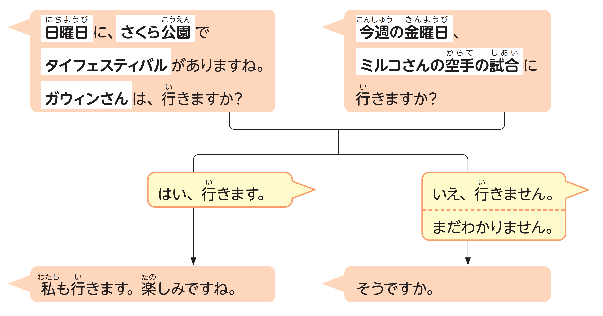 日曜日に、さくら公園で
タイフェスティバルがありますね。
ガウィンさんは、行きますか？
今週の金曜日、
ミルコさんの空手の試合に
行きますか？
はい、行きます。
いえ、行きません。
まだわかりません。
私も行きます。楽しみですね。
そうですか。